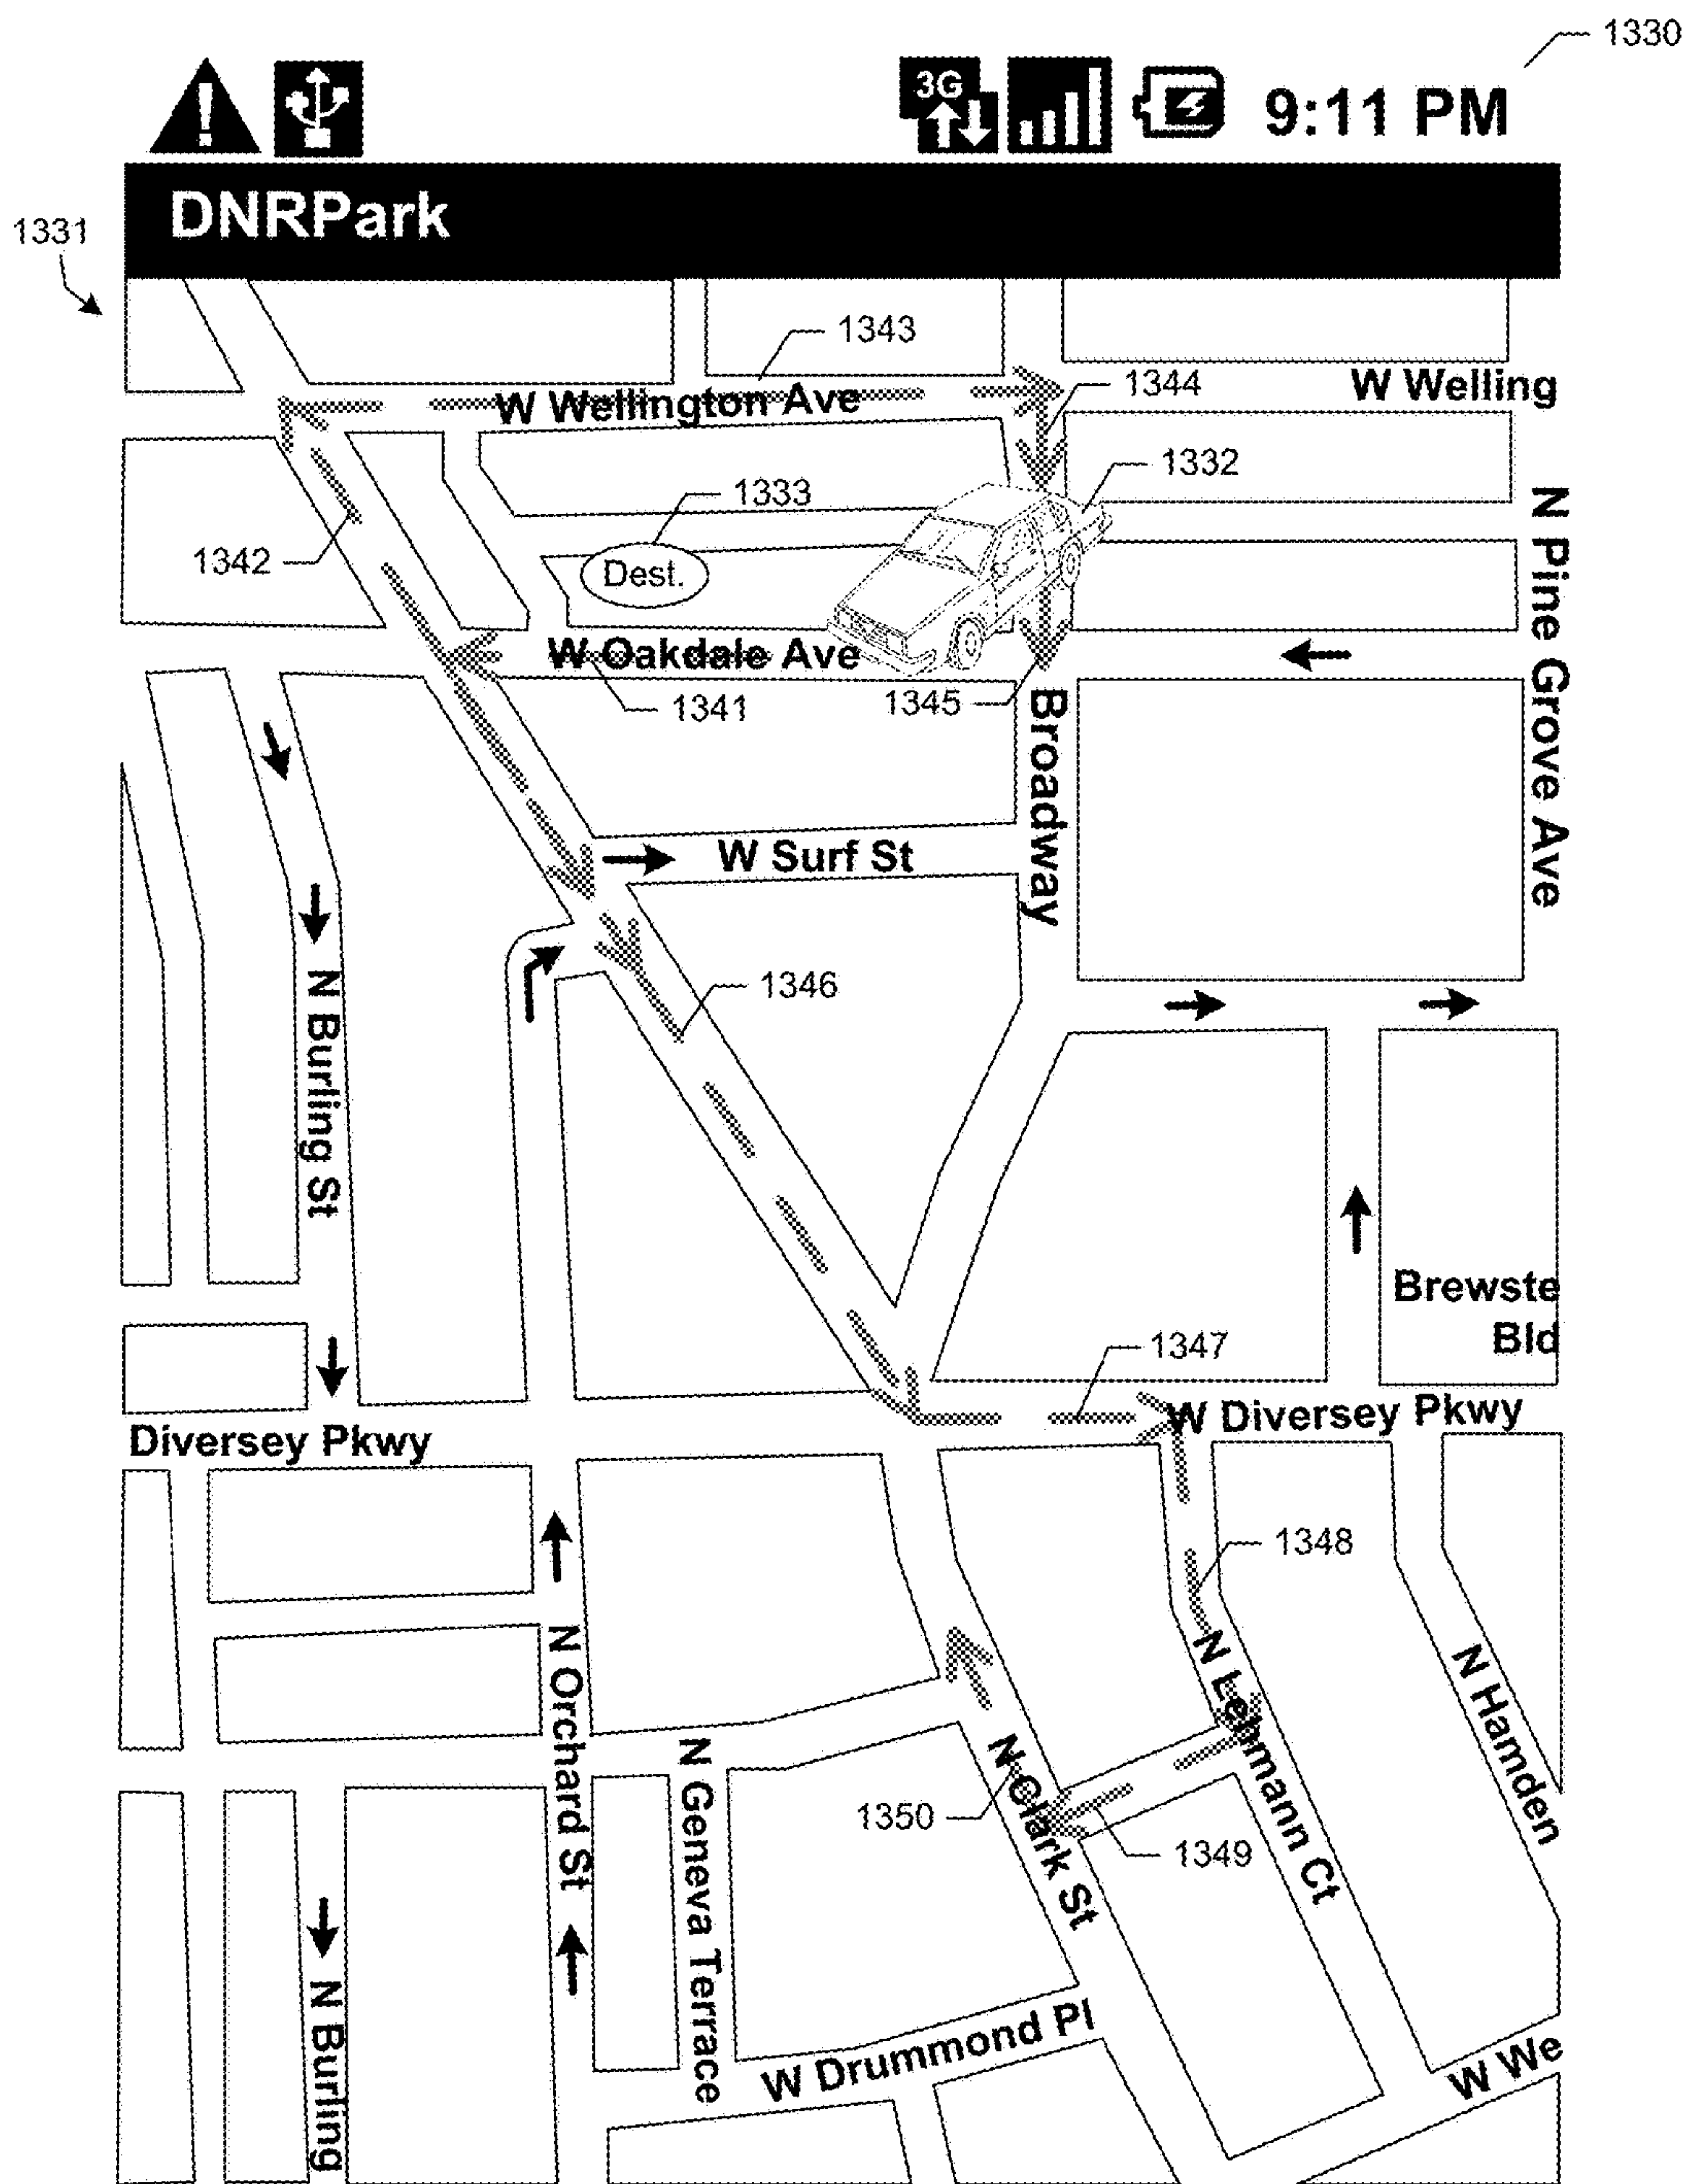 1330
3G
9:11 PM
DNRPark
1331
1343
W Wellington Ave
1344
W Welling
1332
1333
N Pine Grove Ave
1342
Dest.
W Oakdale Ave
1341
1345
Broadway
W Surf St
N Burling St
1346
Brewste
Bld
1347
W Diversey Pkwy
Diversey Pkwy
1348
N Orchard St
N Lehmann Ct
N Hamden
N Geneva Terrace
N Clark St
1350
1349
N Burling
W Drummond Pl
W We